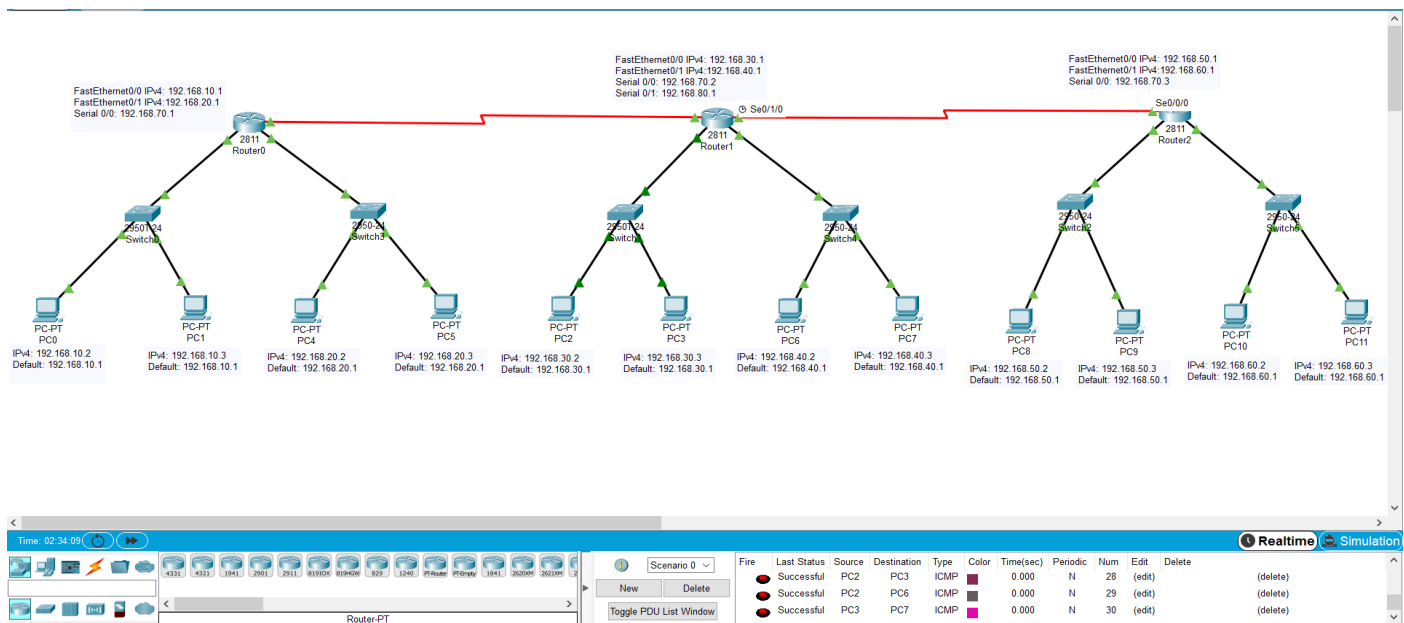 FastEthernet0/0 IPv4: 192.168.10.1
FastEthernet0/1 IPv4:192.168.20.1
Serial 0/0: 192.168.70.1
FastEthernet0/0 IPv4: 192.168.30.1
FastEthernet0/1 IPv4:192.168.40.1
Serial 0/0: 192.168.70.2
Serial 0/1: 192.168.80.1
FastEthernet0/0 IPv4: 192.168.50.1
FastEthernet0/1 IPv4:192.168.60.1
Serial 0/0: 192.168.70.3
Se0/1/0
Se0/0/0
2811
Router0
2811
Router1
2811
Router2
2950T-24
Switch0
2950-24
Switch3
2950T-24
2950-24
Switch4
2950-24
Switch2
2950-24
PC-PT
PC0
PC-PT
PC1
PC-PT
PC4
PC-PT
PC5
PC-PT
PC2
PC-PT
PC3
PC-PT
PC6
PC-PT
PC7
PC-PT
PC8
PC-PT
PC9
PC-PT
PC10
PC-PT
PC11
IPv4: 192.168.10.2
Default: 192.168.10.1
IPv4: 192.168.10.3
Default: 192.168.10.1
IPv4: 192.168.20.2
Default: 192.168.20.1
IPv4: 192.168.20.3
Default: 192.168.20.1
IPv4: 192.168.30.2
Default: 192.168.30.1
IPv4: 192.168.30.3
Default: 192.168.30.1
IPv4: 192.168.40.2
Default: 192.168.40.1
IPv4: 192.168.40.3
Default: 192.168.40.1
IPv4: 192.168.50.2
Default: 192.168.50.1
IPv4: 192.168.50.3
Default: 192.168.50.1
IPv4: 192.168.60.2
Default: 192.168.60.1
IPv4: 192.168.60.3
Default: 192.168.60.1
Time: 02:34:09
Realtime
Simulation
4331 4321 1941 2901 2911 819IOX 819HGW 829 1240 PT-Router PT-Empty 1841 2620XM 2621XM
Router-PT
Scenario 0
New Delete
Toggle PDU List Window
Fire Last Status Source Destination Type Color Time(sec) Periodic Num Edit Delete
Successful PC2 PC3 ICMP 0.000 N 28 (edit) (delete)
Successful PC2 PC6 ICMP 0.000 N 29 (edit) (delete)
Successful PC3 PC7 ICMP 0.000 N 30 (edit) (delete)